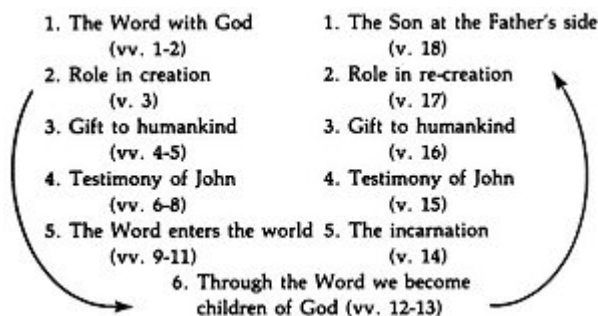 1. The Word with God 1. The Son at the Father's side
(vv. 1-2) (v. 18)
2. Role in creation 2. Role in re-creation
(v. 3) (v. 17)
3. Gift to humankind 3. Gift to humankind
(vv. 4-5) (v. 16)
4. Testimony of John 4. Testimony of John
(vv. 6-8) (v. 15)
5. The Word enters the world 5. The incarnation
(vv. 9-11) (v. 14)
6. Through the Word we become
children of God (vv. 12-13)